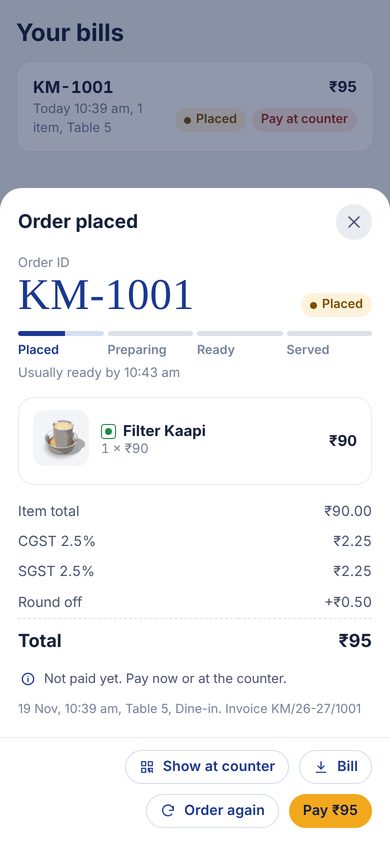 Your bills
KM-1001
₹95
Today 10:39 am, 1
item, Table 5
Placed
Pay at counter
Order placed
Order ID
KM-1001
Placed
Placed
Preparing
Ready
Served
Usually ready by 10:43 am
Filter Kaapi
1 × ₹90
₹90
Item total
₹90.00
CGST 2.5%
₹2.25
SGST 2.5%
₹2.25
Round off
+₹0.50
Total
₹95
Not paid yet. Pay now or at the counter.
19 Nov, 10:39 am, Table 5, Dine-in. Invoice KM/26-27/1001
Show at counter
Bill
Order again
Pay ₹95